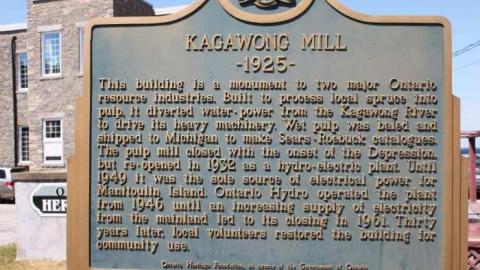 KAGAWONG MILL
-1925-
This building is a monument to two major Ontario
resource industries. Built to process local spruce into
pulp, it diverted water-power from the Kagawong River
to drive its heavy machinery. Wet pulp was baled and
shipped to Michigan to make Sears-Roebuck catalogues.
The pulp mill closed with the onset of the Depression,
but re-opened in 1932 as a hydro-electric plant. Until
1949 it was the sole source of electrical power for
Manitoulin Island. Ontario Hydro operated the plant
from 1946 until an increasing supply of electricity
from the mainland led to its closing in 1961. Thirty
years later, local volunteers restored the building for
community use.
Ontario Heritage Foundation, an agency of the Government of Ontario
O
HER